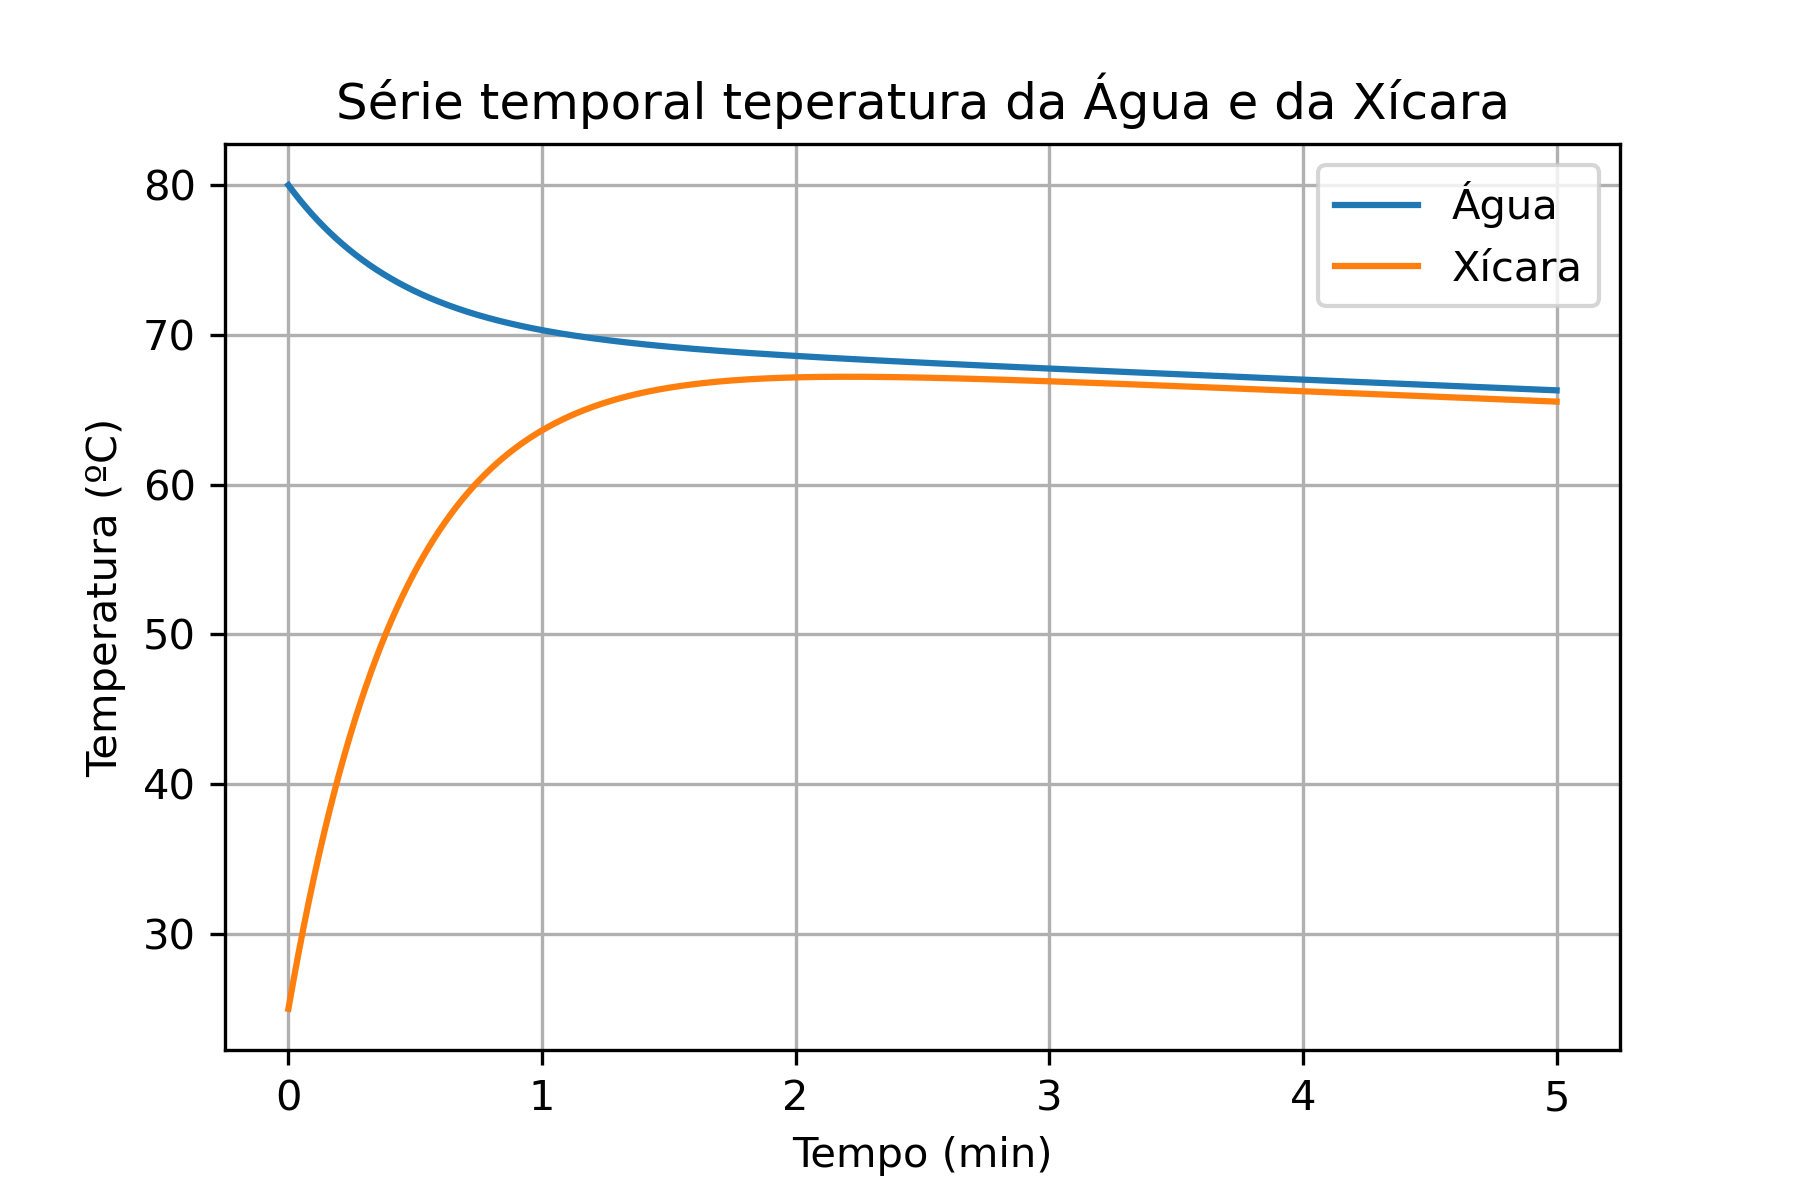 Série temporal teperatura da Água e da Xícara
Água
Xícara
Temperatura (ºC)
80
70
60
50
40
30
0 1 2 3 4 5
Tempo (min)